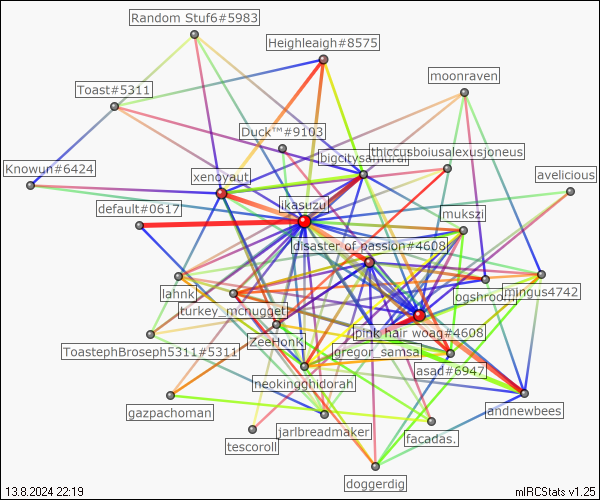 Random Stuf6#5983
Heighleaigh#8575
moonraven
Toast#5311
Duck™#9103
thiccusboiusalexusjoneus
bigcitysamurai
Knowun#6424
xenoyaut
avelicious
ikasuzu
default#0617
mukszi
disaster of passion#4608
lahnk
ogshroom
mingus4742
turkey_mcnugget
[pink hair woag#4608
ZeeHonK
gregor_samsa
ToastephBroseph5311#5311
asad#6947
neokingghidorah
gazpachoman
andnewbees
jarlbreadmaker
facadas.
tescoroll
doggerdig
13.8.2024 22:19
mIRCStats v1.25